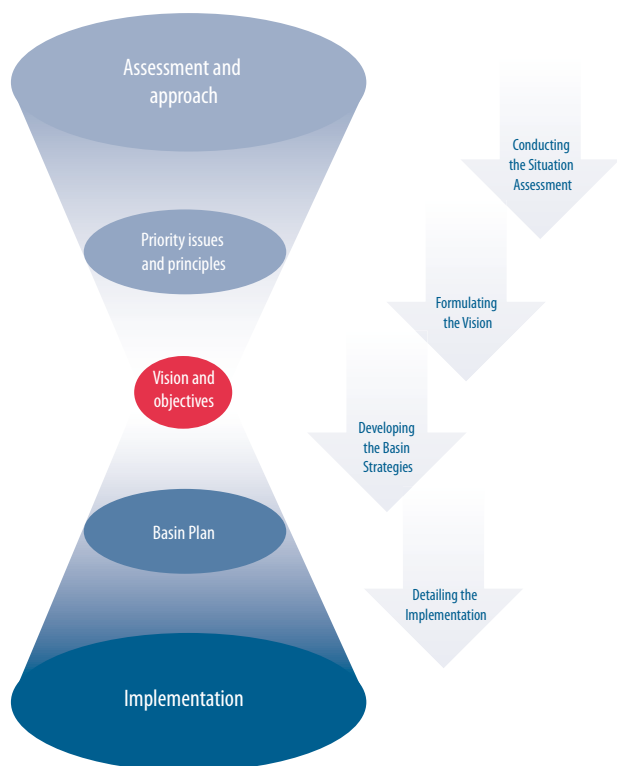 Assessment and
approach
Conducting
the Situation
Assessment
Priority issues
and principles
Formulating
the Vision
Vision and
objectives
Developing
the Basin
Strategies
Basin Plan
Detailing the
Implementation
Implementation